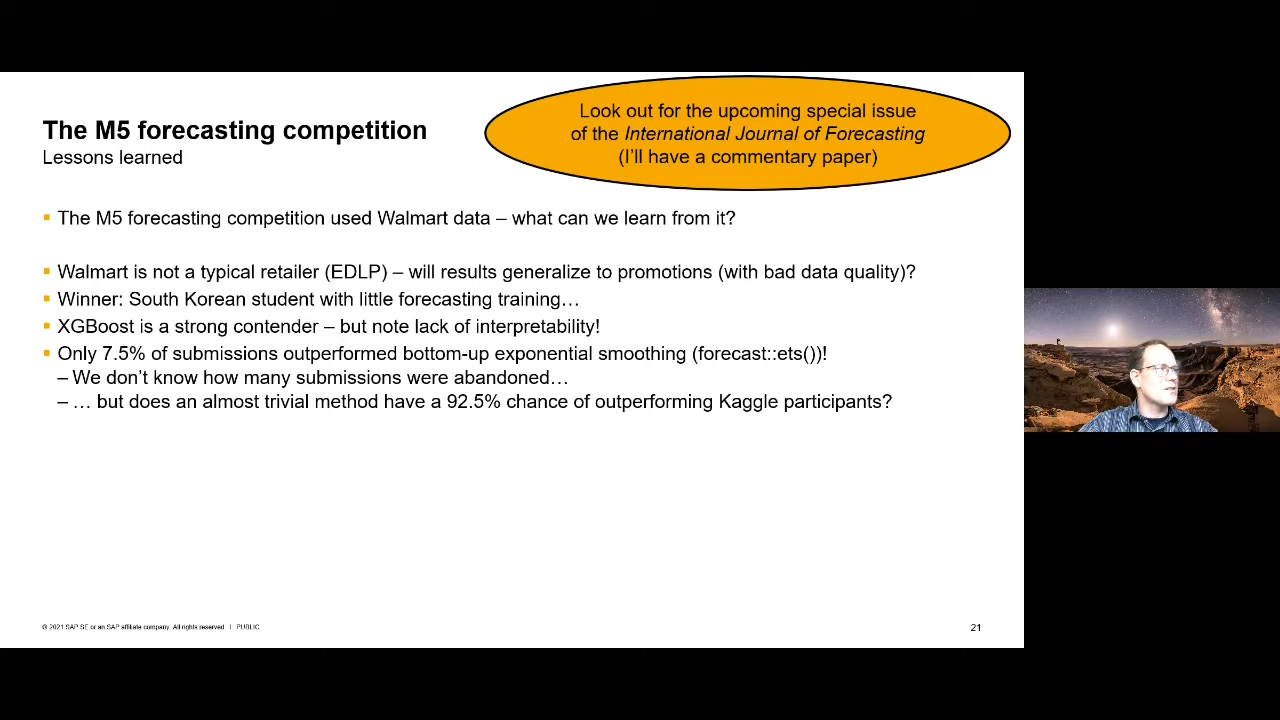 The M5 forecasting competition
Lessons learned
Look out for the upcoming special issue
of the International Journal of Forecasting
(I'll have a commentary paper)
▪ The M5 forecasting competition used Walmart data – what can we learn from it?
▪ Walmart is not a typical retailer (EDLP) – will results generalize to promotions (with bad data quality)?
▪ Winner: South Korean student with little forecasting training…
▪ XGBoost is a strong contender – but note lack of interpretability!
▪ Only 7.5% of submissions outperformed bottom-up exponential smoothing (forecast::ets())!
– We don't know how many submissions were abandoned…
– … but does an almost trivial method have a 92.5% chance of outperforming Kaggle participants?
© 2021 SAP SE or an SAP affiliate company. All rights reserved. I PUBLIC
21